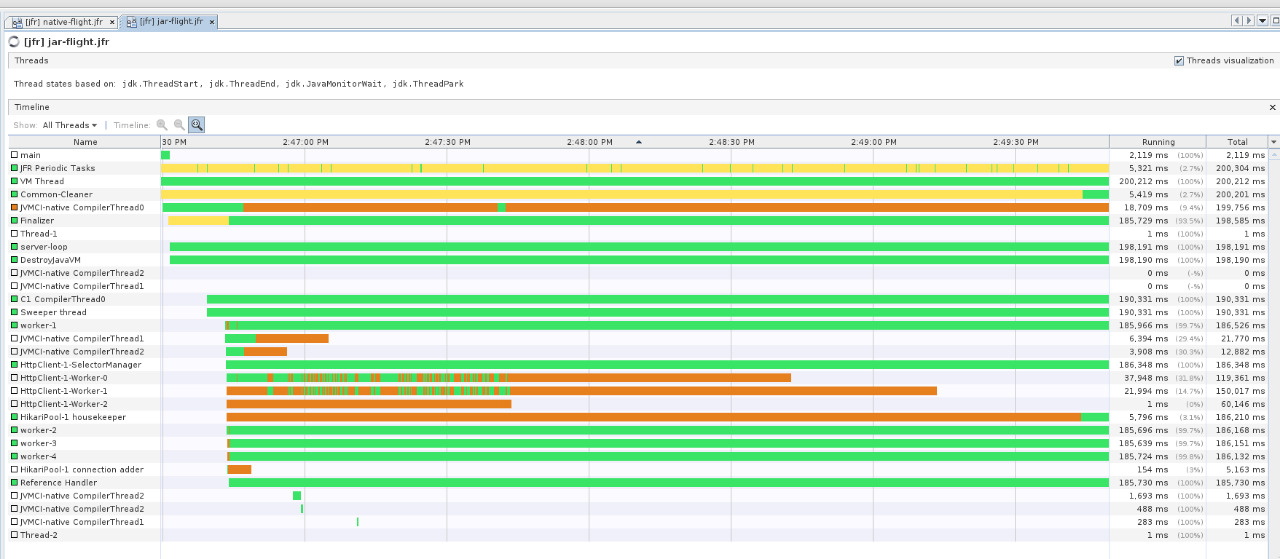 [jfr] native-flight.jfr [jfr] jar-flight.jfr
[jfr] jar-flight.jfr
Threads Threads visualization
Thread states based on: jdk.ThreadStart, jdk.ThreadEnd, jdk.JavaMonitorWait, jdk.ThreadPark
Timeline
Show: All Threads Timeline:
Name 30 PM 2:47:00 PM 2:47:30 PM 2:48:00 PM 2:48:30 PM 2:49:00 PM 2:49:30 PM Running Total
main 2,119 ms (100%) 2,119 ms
JFR Periodic Tasks 5,321 ms (2.7%) 200,304 ms
VM Thread 200,212 ms (100%) 200,212 ms
Common-Cleaner 5,419 ms (2.7%) 200,201 ms
JVMCI-native CompilerThread0 18,709 ms (9.4%) 199,756 ms
Finalizer 185,729 ms (93.5%) 198,585 ms
Thread-1 1 ms (100%) 1 ms
server-loop 198,191 ms (100%) 198,191 ms
DestroyJavaVM 198,190 ms (100%) 198,190 ms
JVMCI-native CompilerThread2 0 ms (-%) 0 ms
JVMCI-native CompilerThread1 0 ms (-%) 0 ms
C1 CompilerThread0 190,331 ms (100%) 190,331 ms
Sweeper thread 190,331 ms (100%) 190,331 ms
worker-1 185,966 ms (99.7%) 186,526 ms
JVMCI-native CompilerThread1 6,394 ms (29.4%) 21,770 ms
JVMCI-native CompilerThread2 3,908 ms (30.3%) 12,882 ms
HttpClient-1-SelectorManager 186,348 ms (100%) 186,348 ms
HttpClient-1-Worker-0 37,948 ms (31.8%) 119,361 ms
HttpClient-1-Worker-1 21,994 ms (14.7%) 150,017 ms
HttpClient-1-Worker-2 1 ms (0%) 60,146 ms
HikariPool-1 housekeeper 5,796 ms (3.1%) 186,210 ms
worker-2 185,696 ms (99.7%) 186,168 ms
worker-3 185,639 ms (99.7%) 186,151 ms
worker-4 185,724 ms (99.8%) 186,132 ms
HikariPool-1 connection adder 154 ms (3%) 5,163 ms
Reference Handler 185,730 ms (100%) 185,730 ms
JVMCI-native CompilerThread2 1,693 ms (100%) 1,693 ms
JVMCI-native CompilerThread2 488 ms (100%) 488 ms
JVMCI-native CompilerThread1 283 ms (100%) 283 ms
Thread-2 1 ms (100%) 1 ms